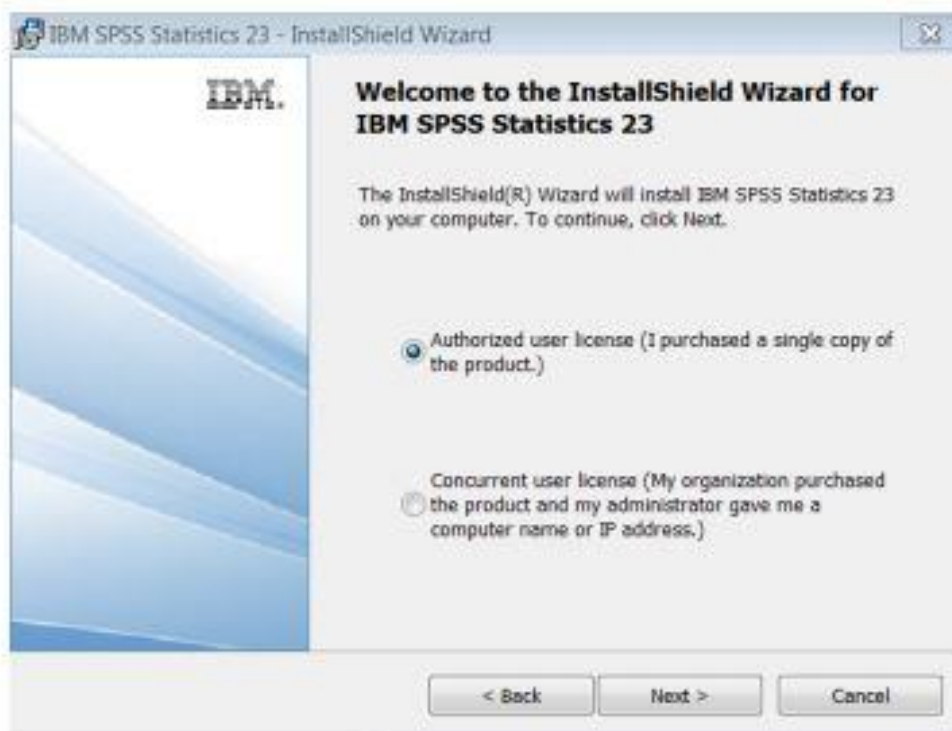 IBM SPSS Statistics 23 - InstallShield Wizard
IBM.
Welcome to the InstallShield Wizard for
IBM SPSS Statistics 23
The InstallShield(R) Wizard will install IBM SPSS Statistics 23
on your computer. To continue, click Next.
Authorized user license (I purchased a single copy of
the product.)
Concurrent user license (My organization purchased
the product and my administrator gave me a
computer name or IP address.)
< Back
Next >
Cancel